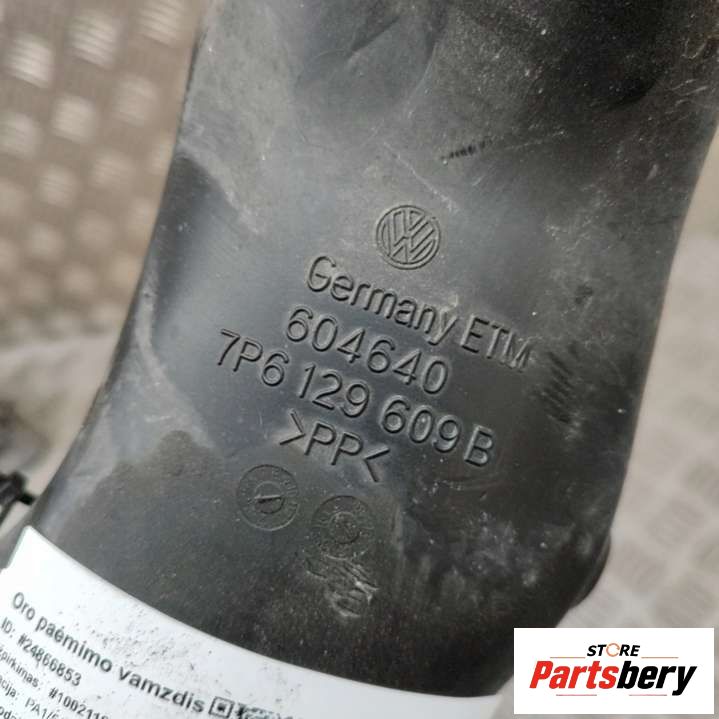 Germany ETM
604640
7P6 129 609 B
>PP<
Oro paėmimo vamzdis
ID: #24866853
STORE
Partsbery